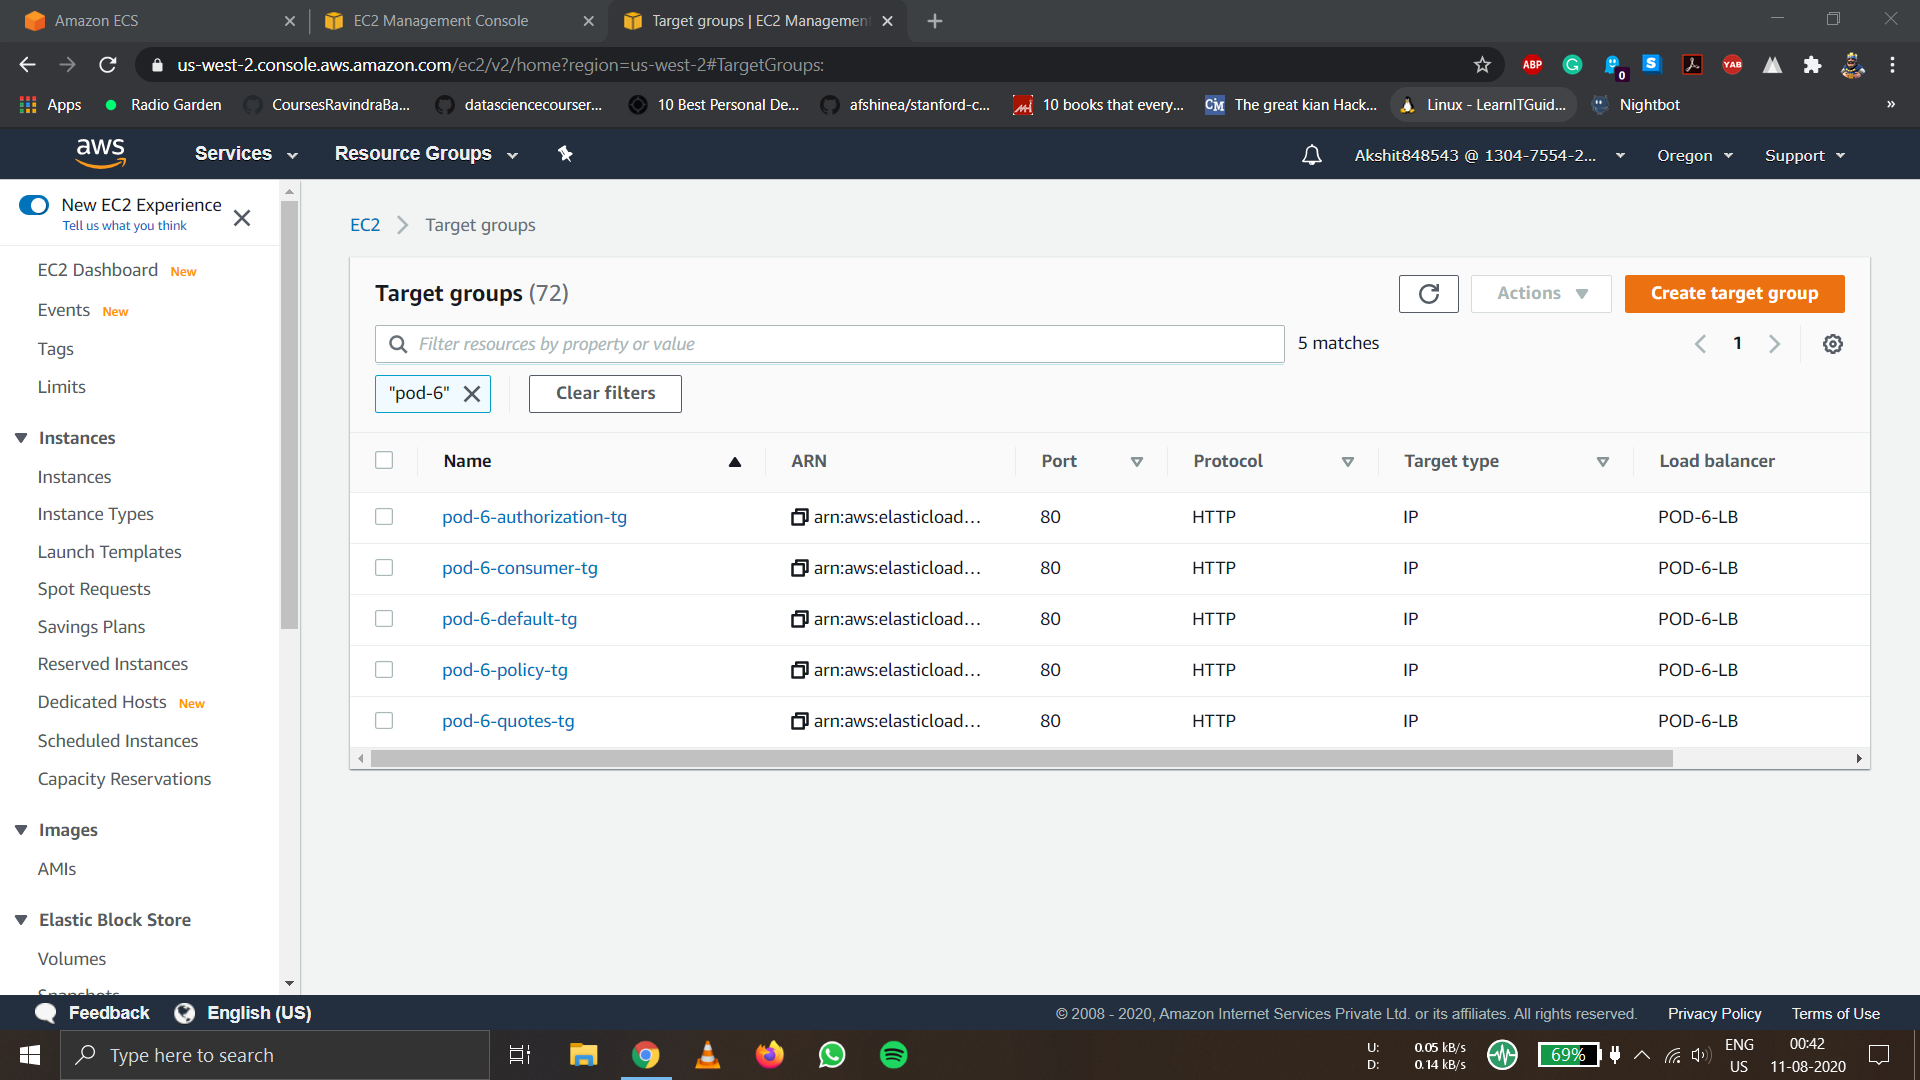 Amazon ECS
EC2 Management Console
Target groups | EC2 Management
us-west-2.console.aws.amazon.com/ec2/v2/home?region=us-west-2#TargetGroups:
ABP
0
S
YAB
Apps
Radio Garden
CoursesRavindraBa...
datasciencecourser...
10 Best Personal De...
afshinea/stanford-c...
10 books that every...
CM
The great kian Hack...
Linux - LearnITGuid...
Nightbot
»
aws
Services
Resource Groups
Akshit848543 @ 1304-7554-2...
Oregon
Support
New EC2 Experience
Tell us what you think
EC2 Dashboard New
Events New
Tags
Limits
Instances
Instances
Instance Types
Launch Templates
Spot Requests
Savings Plans
Reserved Instances
Dedicated Hosts New
Scheduled Instances
Capacity Reservations
Images
AMIs
Elastic Block Store
Volumes
Snapshots
EC2 > Target groups
Target groups (72)
Actions
Create target group
Filter resources by property or value
5 matches
1
"pod-6"
Clear filters
Name ARN Port Protocol Target type Load balancer
pod-6-authorization-tg arn:aws:elasticload... 80 HTTP IP POD-6-LB
pod-6-consumer-tg arn:aws:elasticload... 80 HTTP IP POD-6-LB
pod-6-default-tg arn:aws:elasticload... 80 HTTP IP POD-6-LB
pod-6-policy-tg arn:aws:elasticload... 80 HTTP IP POD-6-LB
pod-6-quotes-tg arn:aws:elasticload... 80 HTTP IP POD-6-LB
Feedback
English (US)
© 2008 - 2020, Amazon Internet Services Private Ltd. or its affiliates. All rights reserved.
Privacy Policy
Terms of Use
Type here to search
U: 0.05 kB/s
D: 0.14 kB/s
69%
ENG
US
00:42
11-08-2020